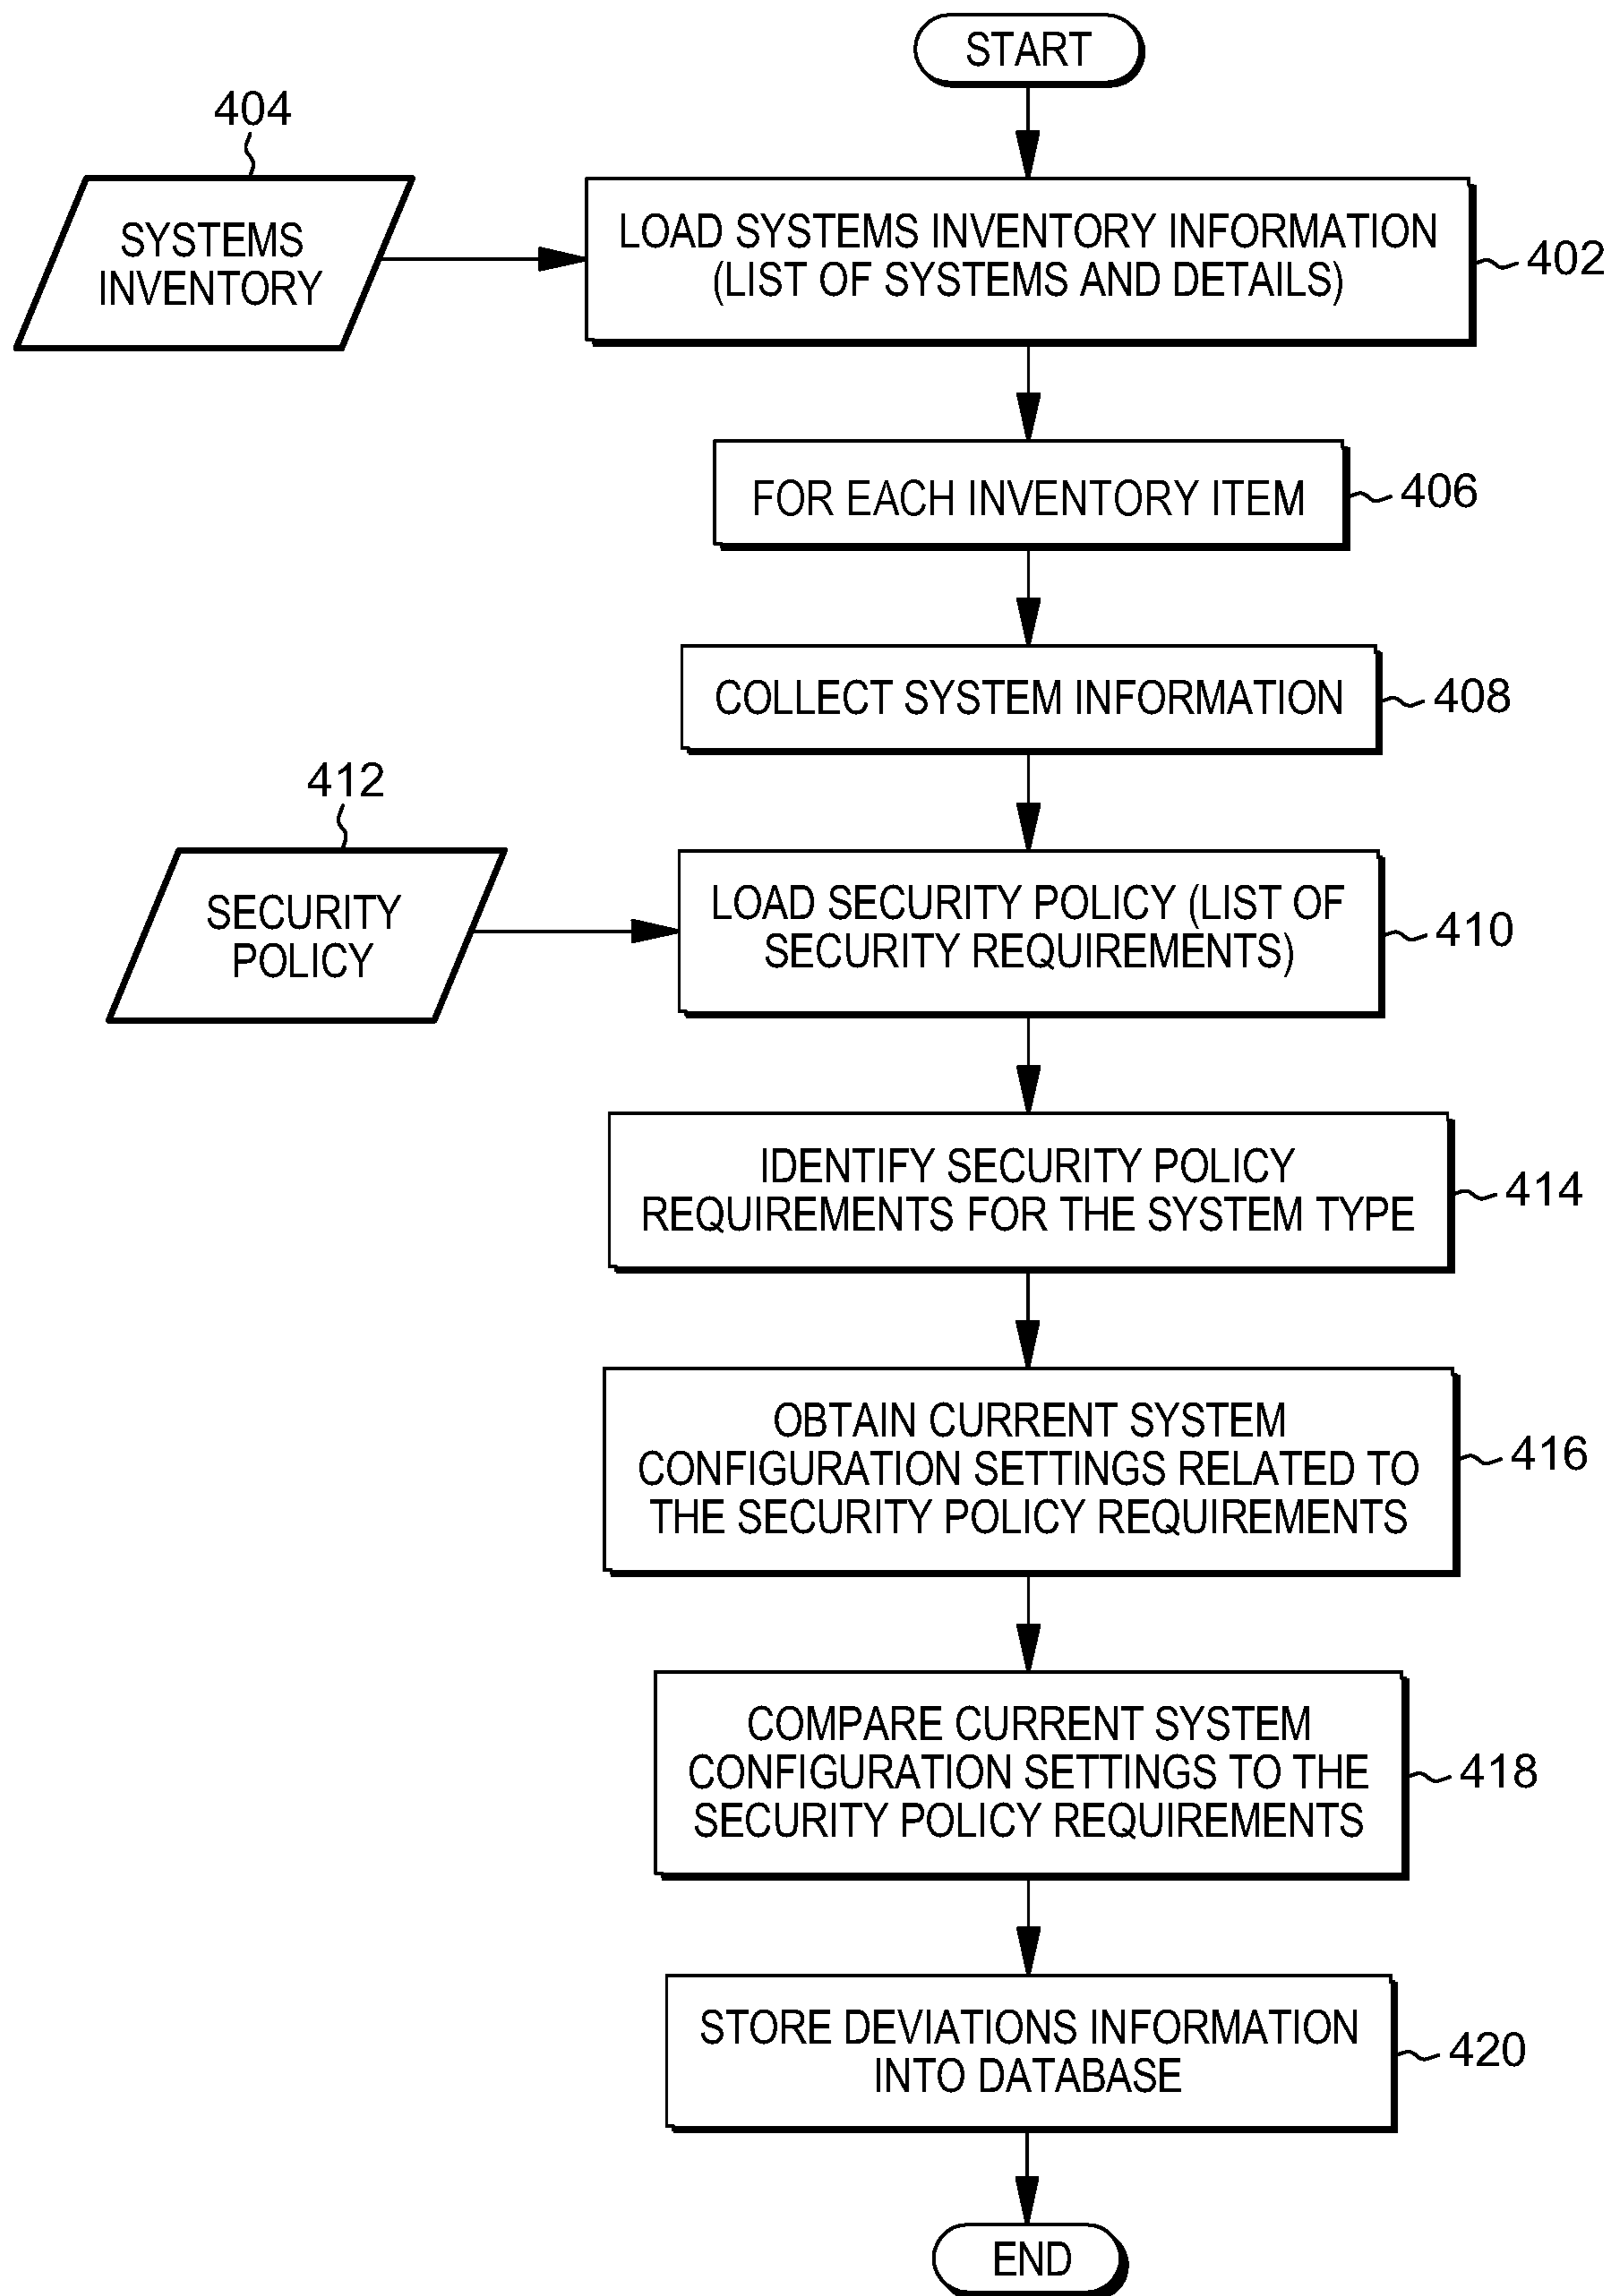 START
404
SYSTEMS
INVENTORY
LOAD SYSTEMS INVENTORY INFORMATION
(LIST OF SYSTEMS AND DETAILS)
402
FOR EACH INVENTORY ITEM
406
COLLECT SYSTEM INFORMATION
408
412
SECURITY
POLICY
LOAD SECURITY POLICY (LIST OF
SECURITY REQUIREMENTS)
410
IDENTIFY SECURITY POLICY
REQUIREMENTS FOR THE SYSTEM TYPE
414
OBTAIN CURRENT SYSTEM
CONFIGURATION SETTINGS RELATED TO
THE SECURITY POLICY REQUIREMENTS
416
COMPARE CURRENT SYSTEM
CONFIGURATION SETTINGS TO THE
SECURITY POLICY REQUIREMENTS
418
STORE DEVIATIONS INFORMATION
INTO DATABASE
420
END